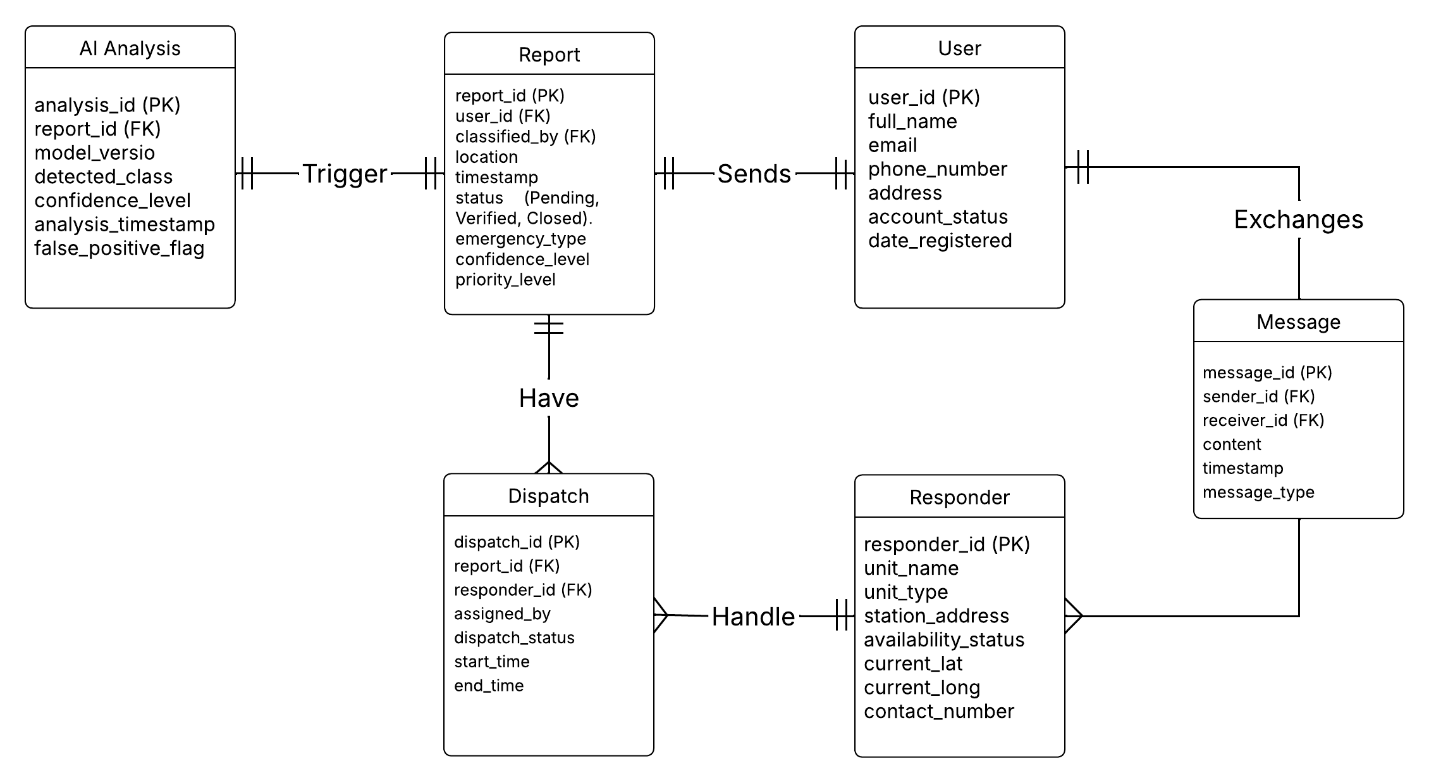 AI Analysis
analysis_id (PK)
report_id (FK)
model_versio
detected_class
confidence_level
analysis_timestamp
false_positive_flag
Trigger
Report
report_id (PK)
user_id (FK)
classified_by (FK)
location
timestamp
status (Pending,
Verified, Closed).
emergency_type
confidence_level
priority_level
Sends
User
user_id (PK)
full_name
email
phone_number
address
account_status
date_registered
Exchanges
Message
message_id (PK)
sender_id (FK)
receiver_id (FK)
content
timestamp
message_type
Have
Dispatch
dispatch_id (PK)
report_id (FK)
responder_id (FK)
assigned_by
dispatch_status
start_time
end_time
Handle
Responder
responder_id (PK)
unit_name
unit_type
station_address
availability_status
current_lat
current_long
contact_number